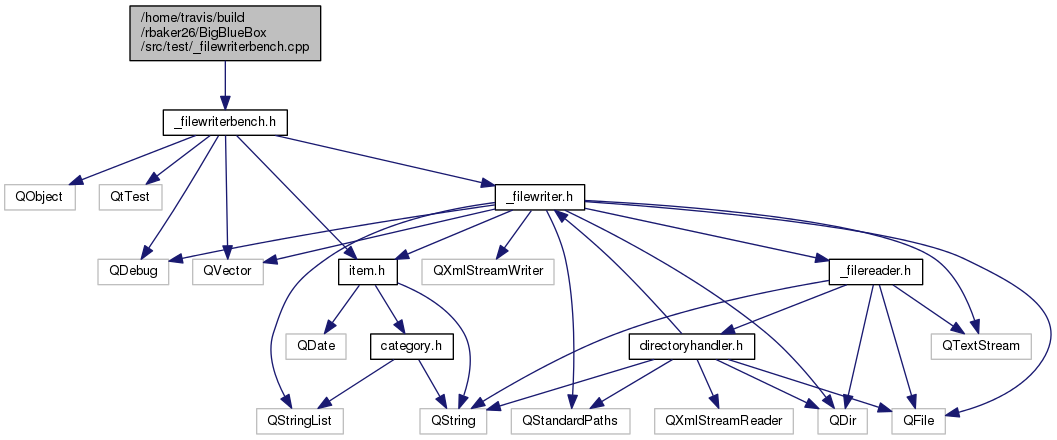 /home/travis/build
/rbaker26/BigBlueBox
/src/test/_filewriterbench.cpp
_filewriterbench.h
QObject
QtTest
_filewriter.h
QDebug
QVector
item.h
QXmlStreamWriter
_filereader.h
QDate
category.h
directoryhandler.h
QTextStream
QStringList
QString
QStandardPaths
QXmlStreamReader
QDir
QFile